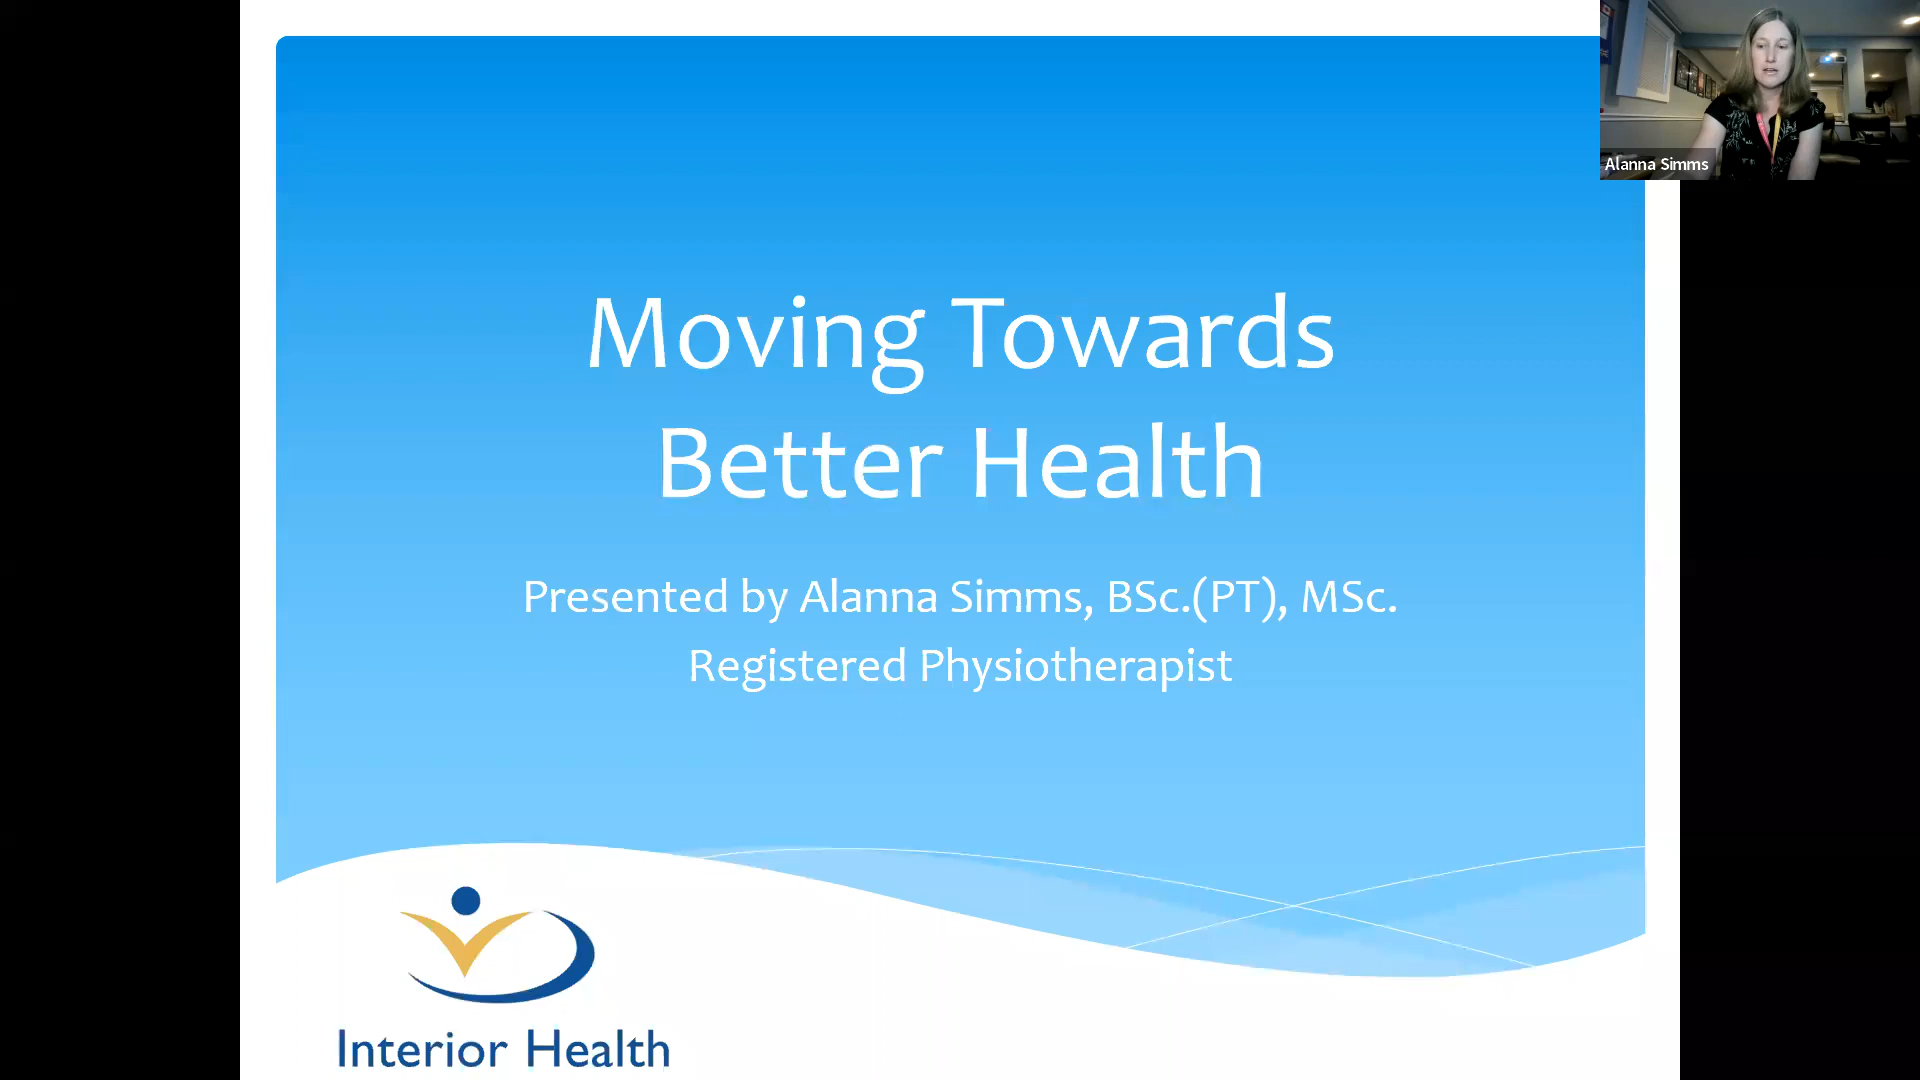 Moving Towards
Better Health
Presented by Alanna Simms, BSc.(PT), MSc.
Registered Physiotherapist
Interior Health
Alanna Simms